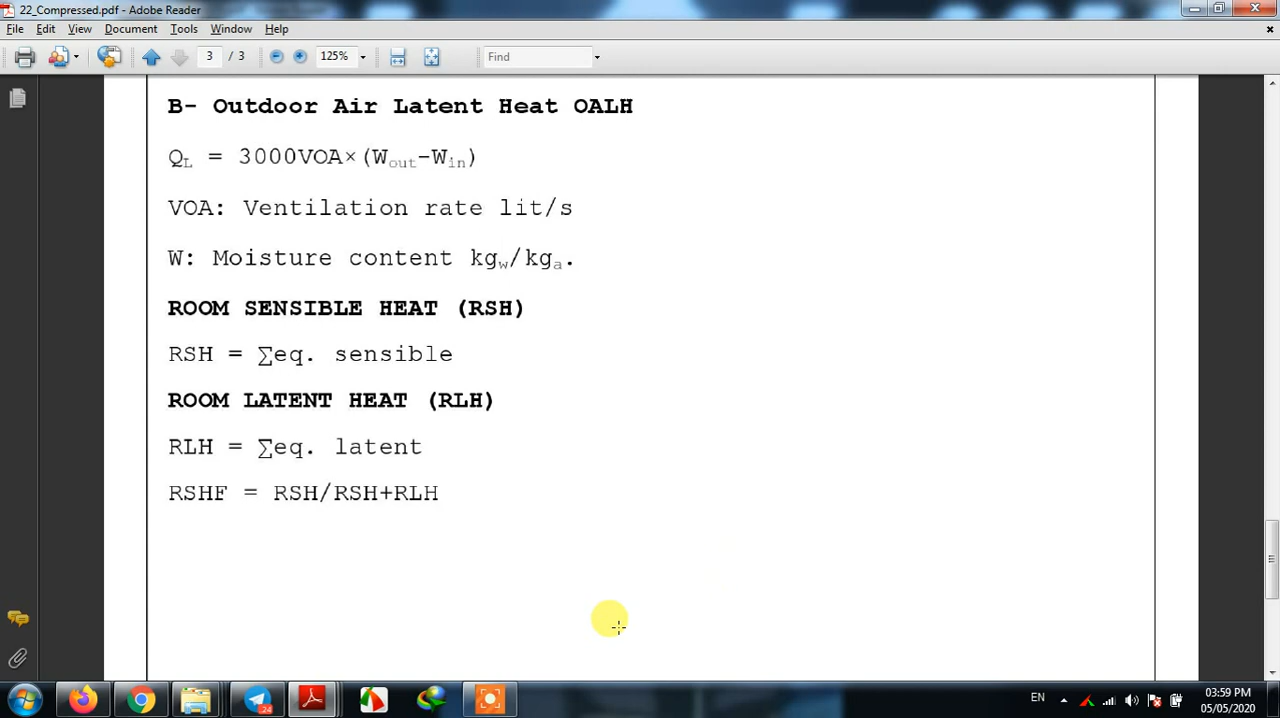 22_Compressed.pdf - Adobe Reader
File Edit View Document Tools Window Help
3 / 3 125% Find
B- Outdoor Air Latent Heat OALH
QL = 3000VOA×(Wout-Win)
VOA: Ventilation rate lit/s
W: Moisture content kgw/kga.
ROOM SENSIBLE HEAT (RSH)
RSH = ∑eq. sensible
ROOM LATENT HEAT (RLH)
RLH = ∑eq. latent
RSHF = RSH/RSH+RLH
24
EN
03:59 PM
05/05/2020